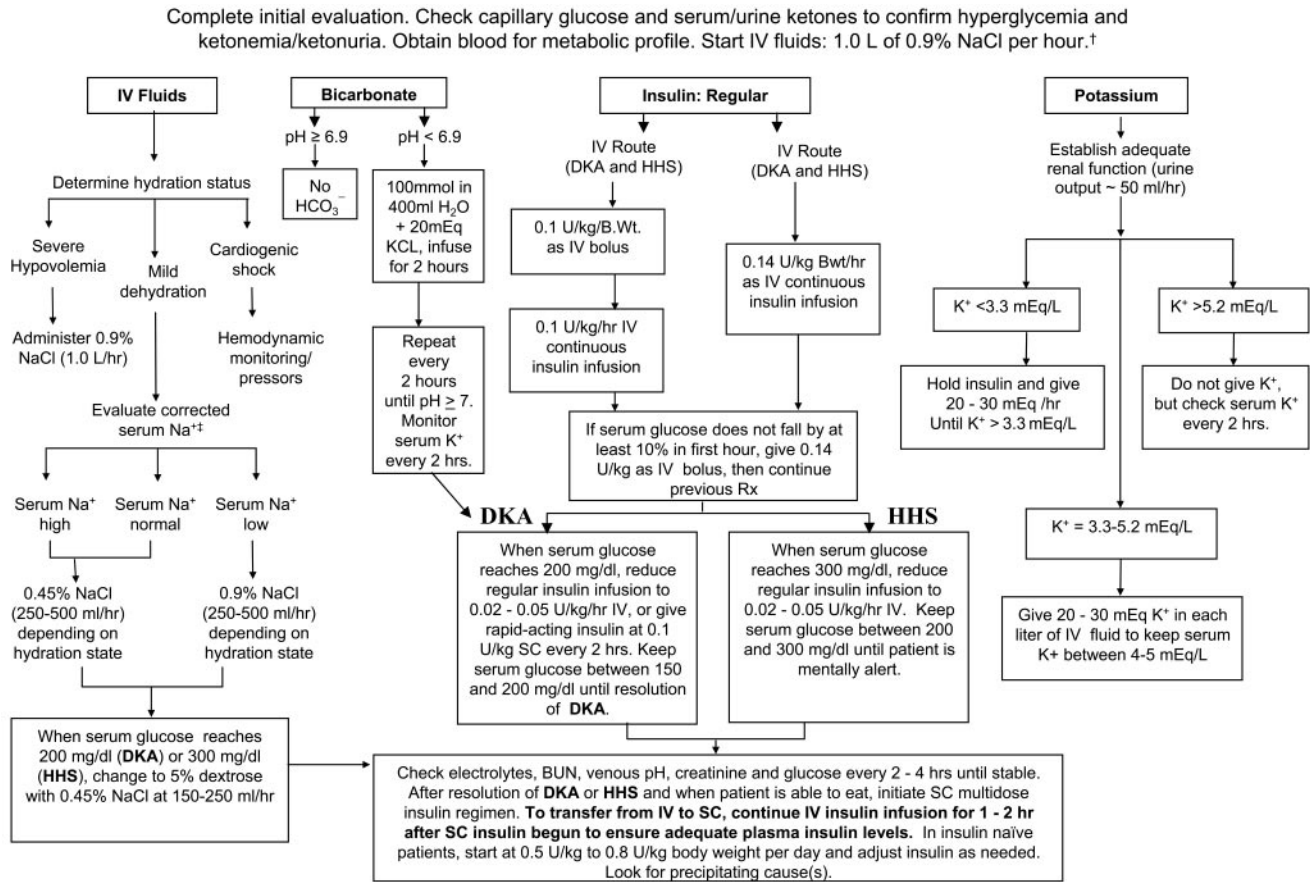 Complete initial evaluation. Check capillary glucose and serum/urine ketones to confirm hyperglycemia and
ketonemia/ketonuria. Obtain blood for metabolic profile. Start IV fluids: 1.0 L of 0.9% NaCl per hour.†
IV Fluids
Determine hydration status
Severe
Hypovolemia
Mild
dehydration
Cardiogenic
shock
Administer 0.9%
NaCl (1.0 L/hr)
Hemodynamic
monitoring/
pressors
Evaluate corrected
serum Na⁺‡
Serum Na⁺
high
Serum Na⁺
normal
Serum Na⁺
low
0.45% NaCl
(250-500 ml/hr)
depending on
hydration state
0.9% NaCl
(250-500 ml/hr)
depending on
hydration state
When serum glucose reaches
200 mg/dl (DKA) or 300 mg/dl
(HHS), change to 5% dextrose
with 0.45% NaCl at 150-250 ml/hr
Bicarbonate
pH ≥ 6.9
pH < 6.9
No
HCO₃⁻
100mmol in
400ml H₂O
+ 20mEq
KCL, infuse
for 2 hours
Repeat
every
2 hours
until pH ≥ 7.
Monitor
serum K⁺
every 2 hrs.
Insulin: Regular
IV Route
(DKA and HHS)
IV Route
(DKA and HHS)
0.1 U/kg/B.Wt.
as IV bolus
0.14 U/kg Bwt/hr
as IV continuous
insulin infusion
0.1 U/kg/hr IV
continuous
insulin infusion
If serum glucose does not fall by at
least 10% in first hour, give 0.14
U/kg as IV bolus, then continue
previous Rx
DKA
HHS
When serum glucose
reaches 200 mg/dl, reduce
regular insulin infusion to
0.02 - 0.05 U/kg/hr IV, or give
rapid-acting insulin at 0.1
U/kg SC every 2 hrs. Keep
serum glucose between 150
and 200 mg/dl until resolution
of DKA.
When serum glucose
reaches 300 mg/dl, reduce
regular insulin infusion to
0.02 - 0.05 U/kg/hr IV. Keep
serum glucose between 200
and 300 mg/dl until patient is
mentally alert.
Potassium
Establish adequate
renal function (urine
output ~ 50 ml/hr)
K⁺ <3.3 mEq/L
K⁺ >5.2 mEq/L
Hold insulin and give
20 - 30 mEq /hr
Until K⁺ > 3.3 mEq/L
Do not give K⁺,
but check serum K⁺
every 2 hrs.
K⁺ = 3.3-5.2 mEq/L
Give 20 - 30 mEq K⁺ in each
liter of IV fluid to keep serum
K+ between 4-5 mEq/L
Check electrolytes, BUN, venous pH, creatinine and glucose every 2 - 4 hrs until stable.
After resolution of DKA or HHS and when patient is able to eat, initiate SC multidose
insulin regimen. To transfer from IV to SC, continue IV insulin infusion for 1 - 2 hr
after SC insulin begun to ensure adequate plasma insulin levels. In insulin naïve
patients, start at 0.5 U/kg to 0.8 U/kg body weight per day and adjust insulin as needed.
Look for precipitating cause(s).